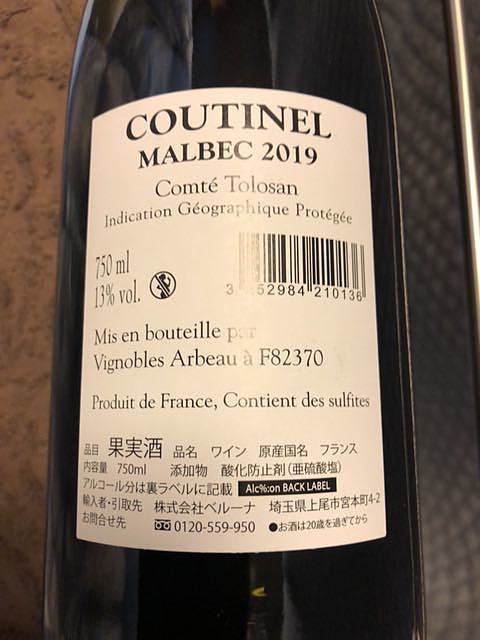 COUTINEL
MALBEC 2019
Comté Tolosan
Indication Géographique Protégée
750 ml
13% vol.
52984 210136
Mis en bouteille par
Vignobles Arbeau à F82370
Produit de France, Contient des sulfites
品目 果実酒 品名 ワイン 原産国名 フランス
内容量 750ml 添加物 酸化防止剤(亜硫酸塩)
アルコール分は裏ラベルに記載 Alc%:on BACK LABEL
輸入者・引取先 株式会社ベルーナ 埼玉県上尾市宮本町4-2
お問合せ先 0120-559-950 ●お酒は20歳を過ぎてから